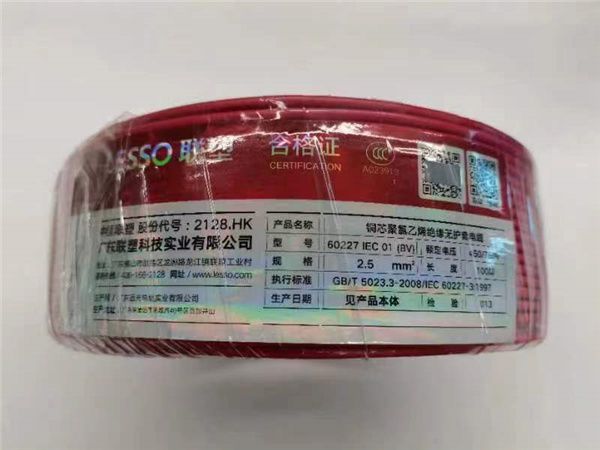 LESSO 联塑
合格证
CERTIFICATION
A023919
中国联塑 股份代号：2128.HK
广东联塑科技实业有限公司
网址／www.lesso.com
产品名称 铜芯聚氯乙烯绝缘无护套电缆
型 号 60227 IEC 01 (BV) 额定电压
规 格 2.5 mm² 长 度 100M
执行标准 GB/T 5023.3-2008/IEC 60227-3:1997
生产日期 见产品本体 检 验 013